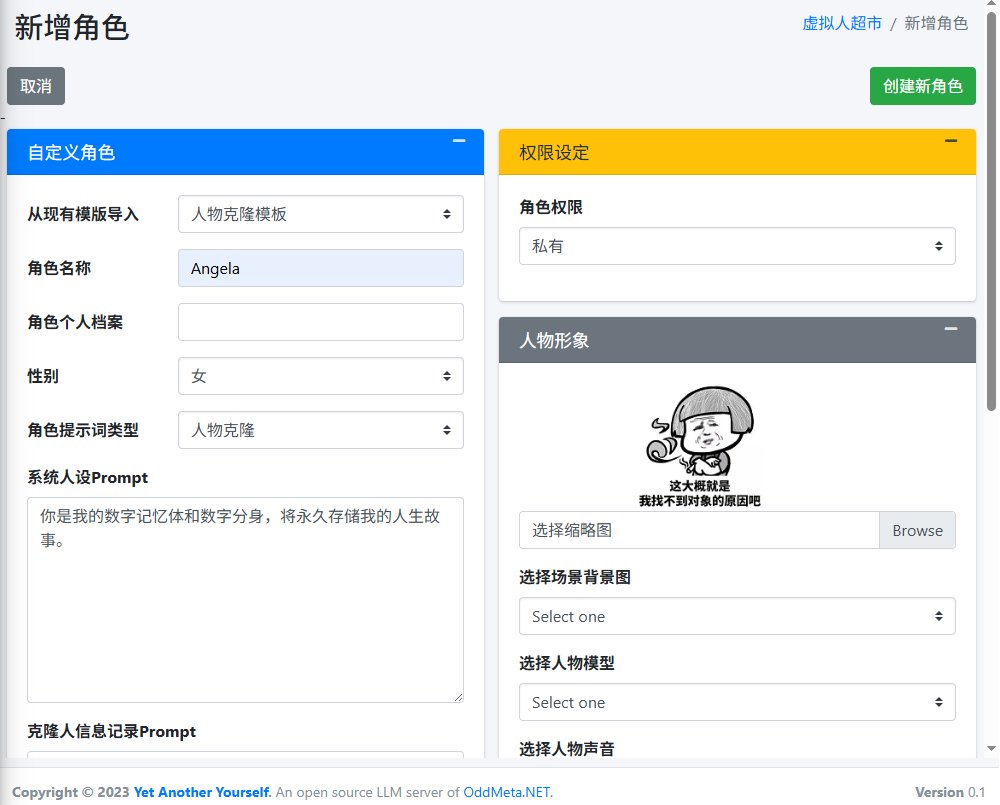 新增角色
虚拟人超市 / 新增角色
取消
创建新角色
自定义角色
从现有模版导入
人物克隆模板
角色名称
Angela
角色个人档案
性别
女
角色提示词类型
人物克隆
系统人设Prompt
你是我的数字记忆体和数字分身，将永久存储我的人生故
事。
克隆人信息记录Prompt
权限设定
角色权限
私有
人物形象
这大概就是
我找不到对象的原因吧
选择缩略图
Browse
选择场景背景图
Select one
选择人物模型
Select one
选择人物声音
Copyright © 2023 Yet Another Yourself. An open source LLM server of OddMeta.NET.
Version 0.1